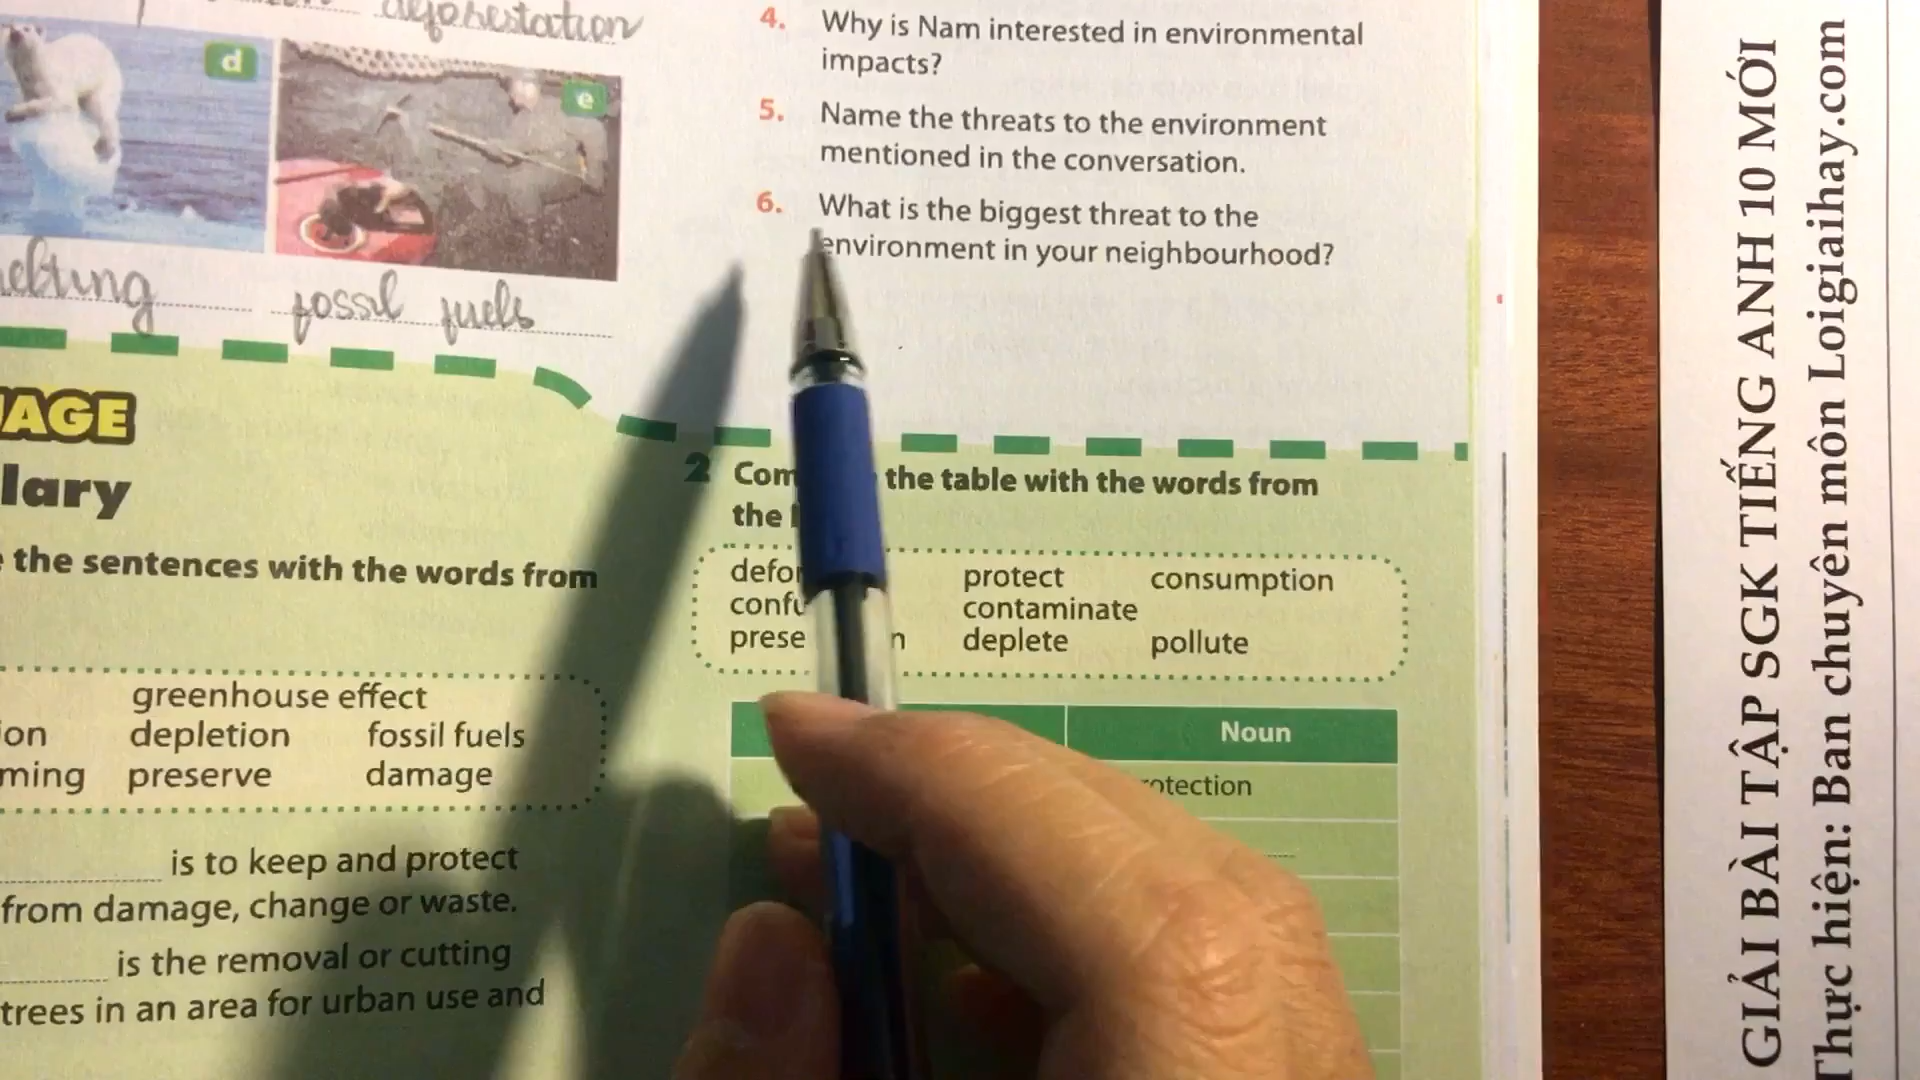 deforestation
d
e
melting
fossil fuels
4. Why is Nam interested in environmental
impacts?
5. Name the threats to the environment
mentioned in the conversation.
6. What is the biggest threat to the
environment in your neighbourhood?
AGE
lary
the sentences with the words from
greenhouse effect
ion depletion fossil fuels
ming preserve damage
is to keep and protect
from damage, change or waste.
is the removal or cutting
trees in an area for urban use and
2 Com the table with the words from
the
defor protect consumption
confu contaminate
prese n deplete pollute
Noun
otection
GIẢI BÀI TẬP SGK TIẾNG ANH 10 MỚI
Thực hiện: Ban chuyên môn Loigiaihay.com